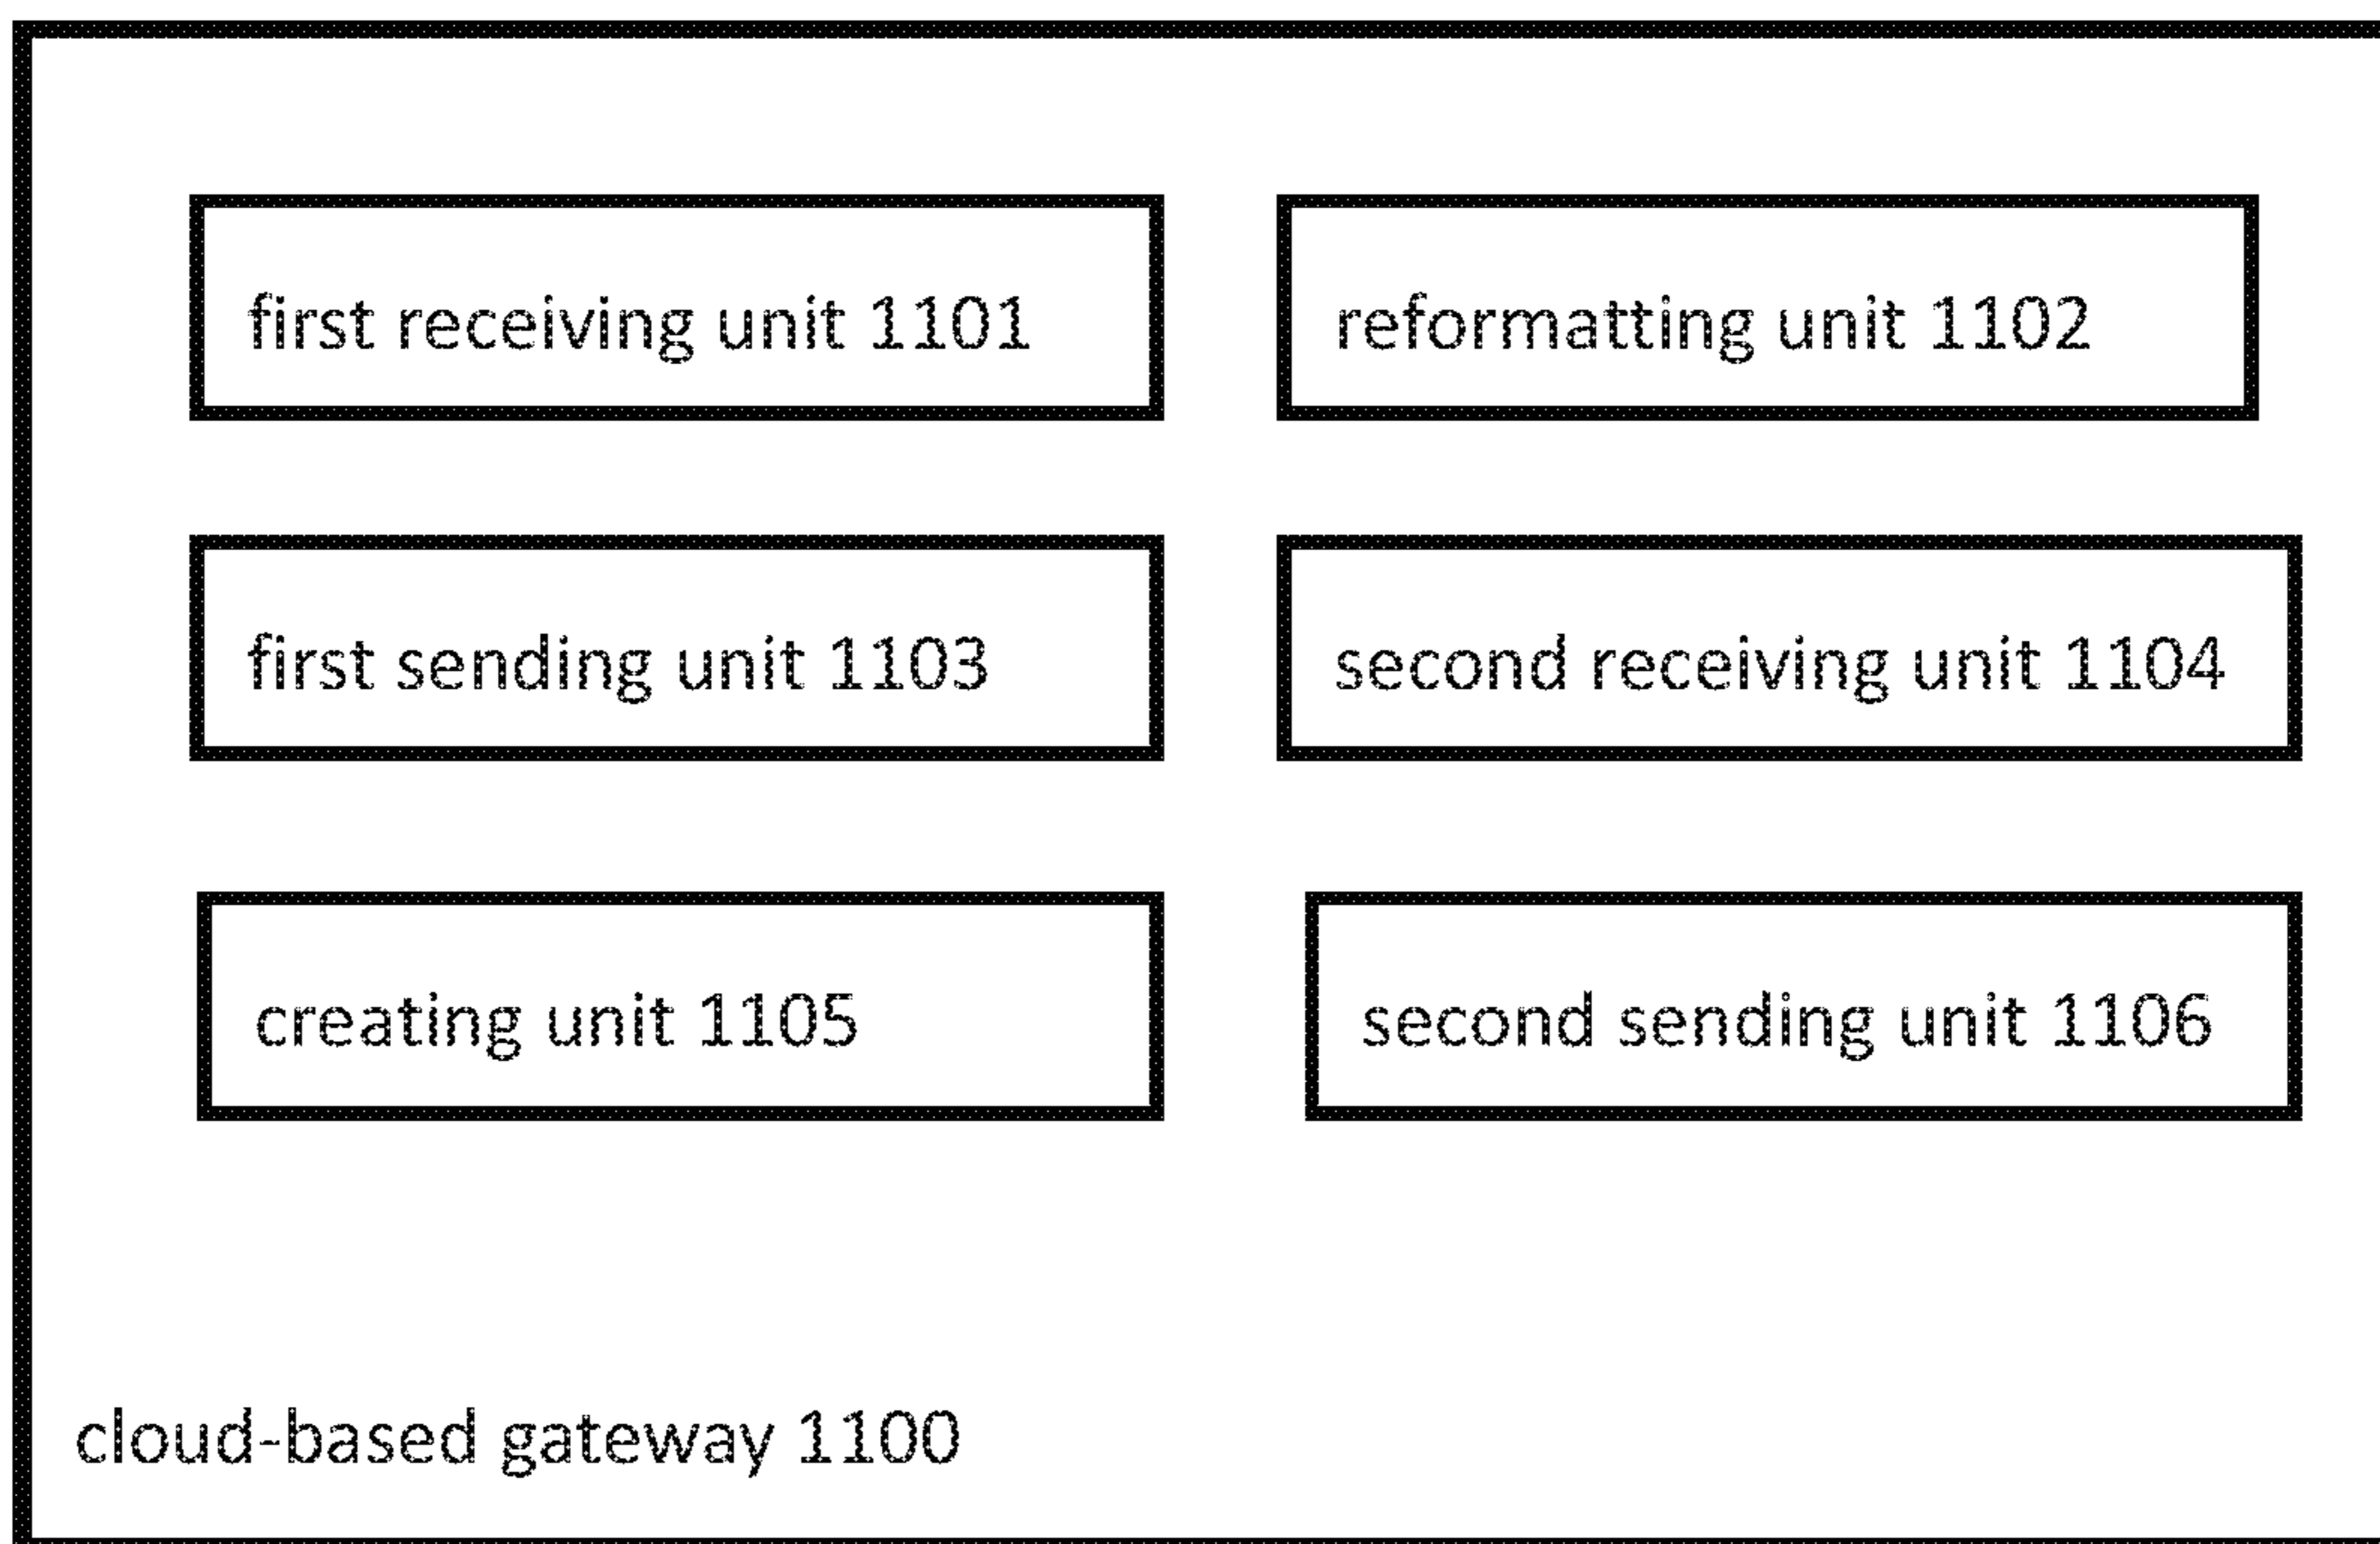 first receiving unit 1101
reformatting unit 1102
first sending unit 1103
second receiving unit 1104
creating unit 1105
second sending unit 1106
cloud-based gateway 1100